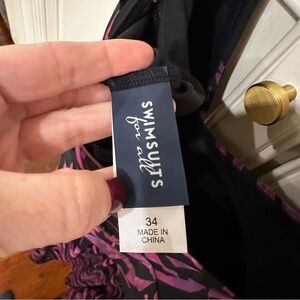 SWIMSUITS
for all
34
MADE IN
CHINA